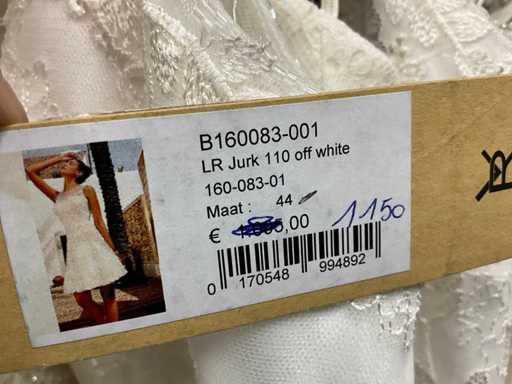 B160083-001
LR Jurk 110 off white
160-083-01
Maat : 44
€ ,00 1150
0 170548 994892